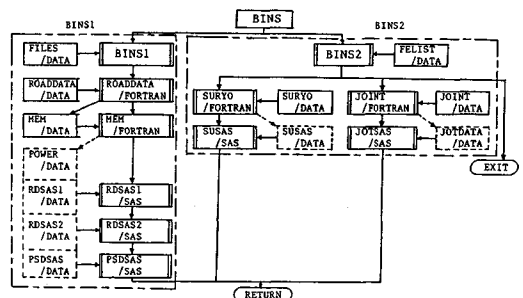 BINS
BINS1
BINS2
FILES
/DATA
BINS1
BINS2
FELIST
/DATA
ROADDATA
/DATA
ROADDATA
/FORTRAN
SURYO
/FORTRAN
SURYO
/DATA
JOINT
/FORTRAN
JOINT
/DATA
MEM
/DATA
MEM
/FORTRAN
SUSAS
/SAS
SUSAS
/DATA
JOTSAS
/SAS
JOTDATA
/DATA
POWER
/DATA
EXIT
RDSAS1
/DATA
RDSAS1
/SAS
RDSAS2
/DATA
RDSAS2
/SAS
PSDSAS
/DATA
PSDSAS
/SAS
RETURN